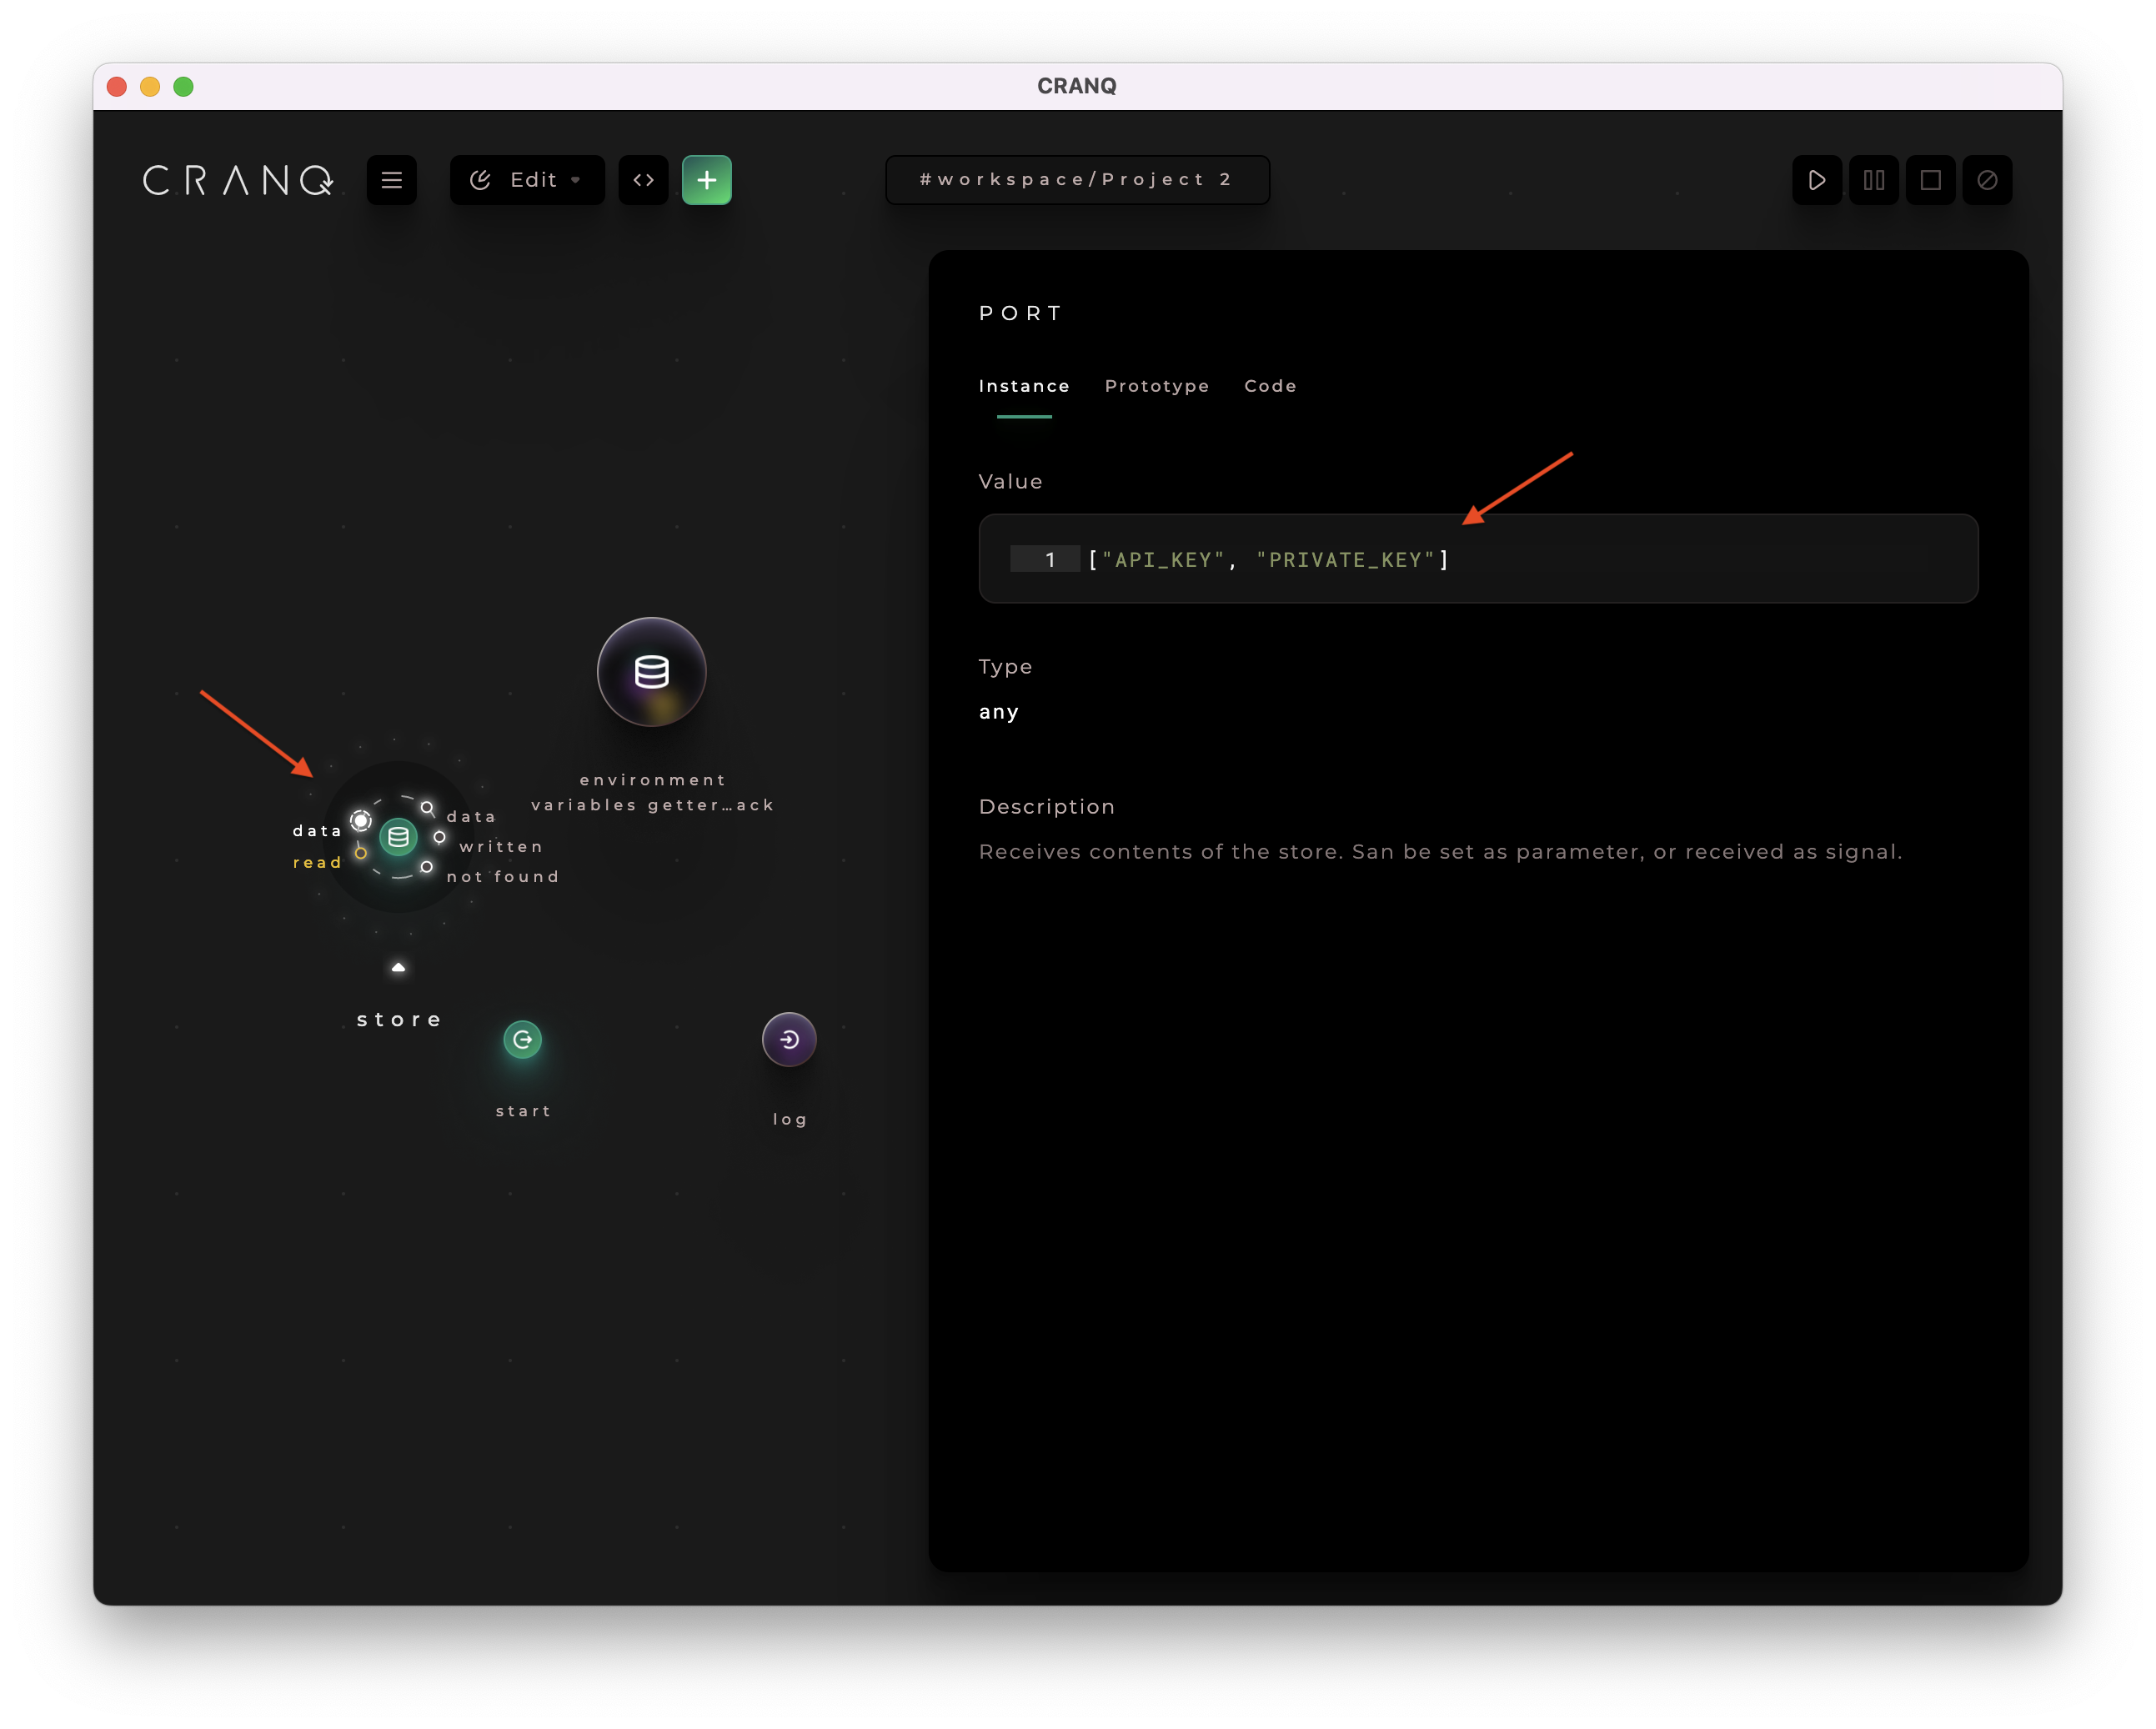 CRANQ
CRANQ
Edit
#workspace/Project 2
PORT
Instance Prototype Code
Value
1 ["API_KEY", "PRIVATE_KEY"]
Type
any
Description
Receives contents of the store. San be set as parameter, or received as signal.
environment
variables getter…ack
data
read
data
written
not found
store
start
log